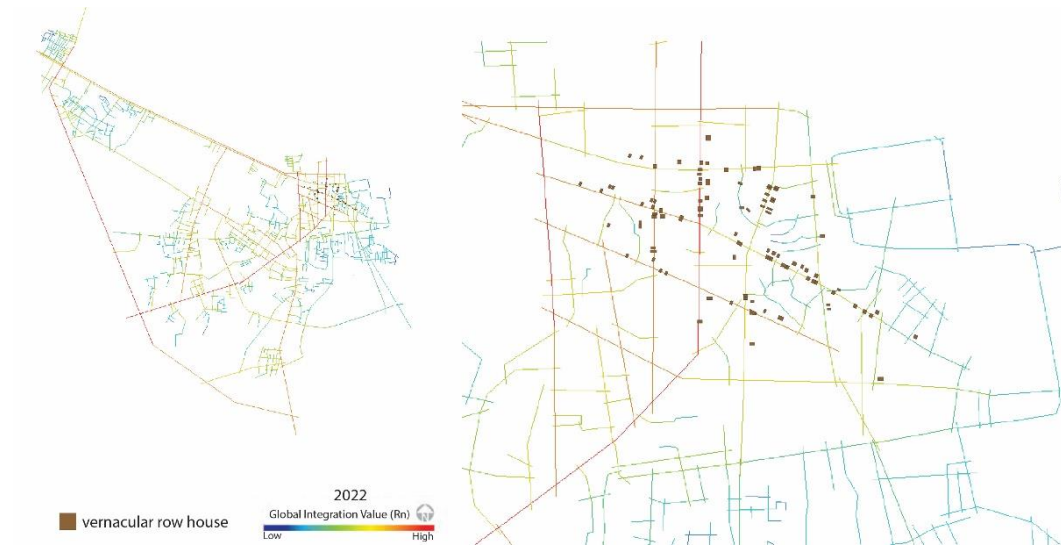 2022
Global Integration Value (Rn)
N
Low
High
vernacular row house